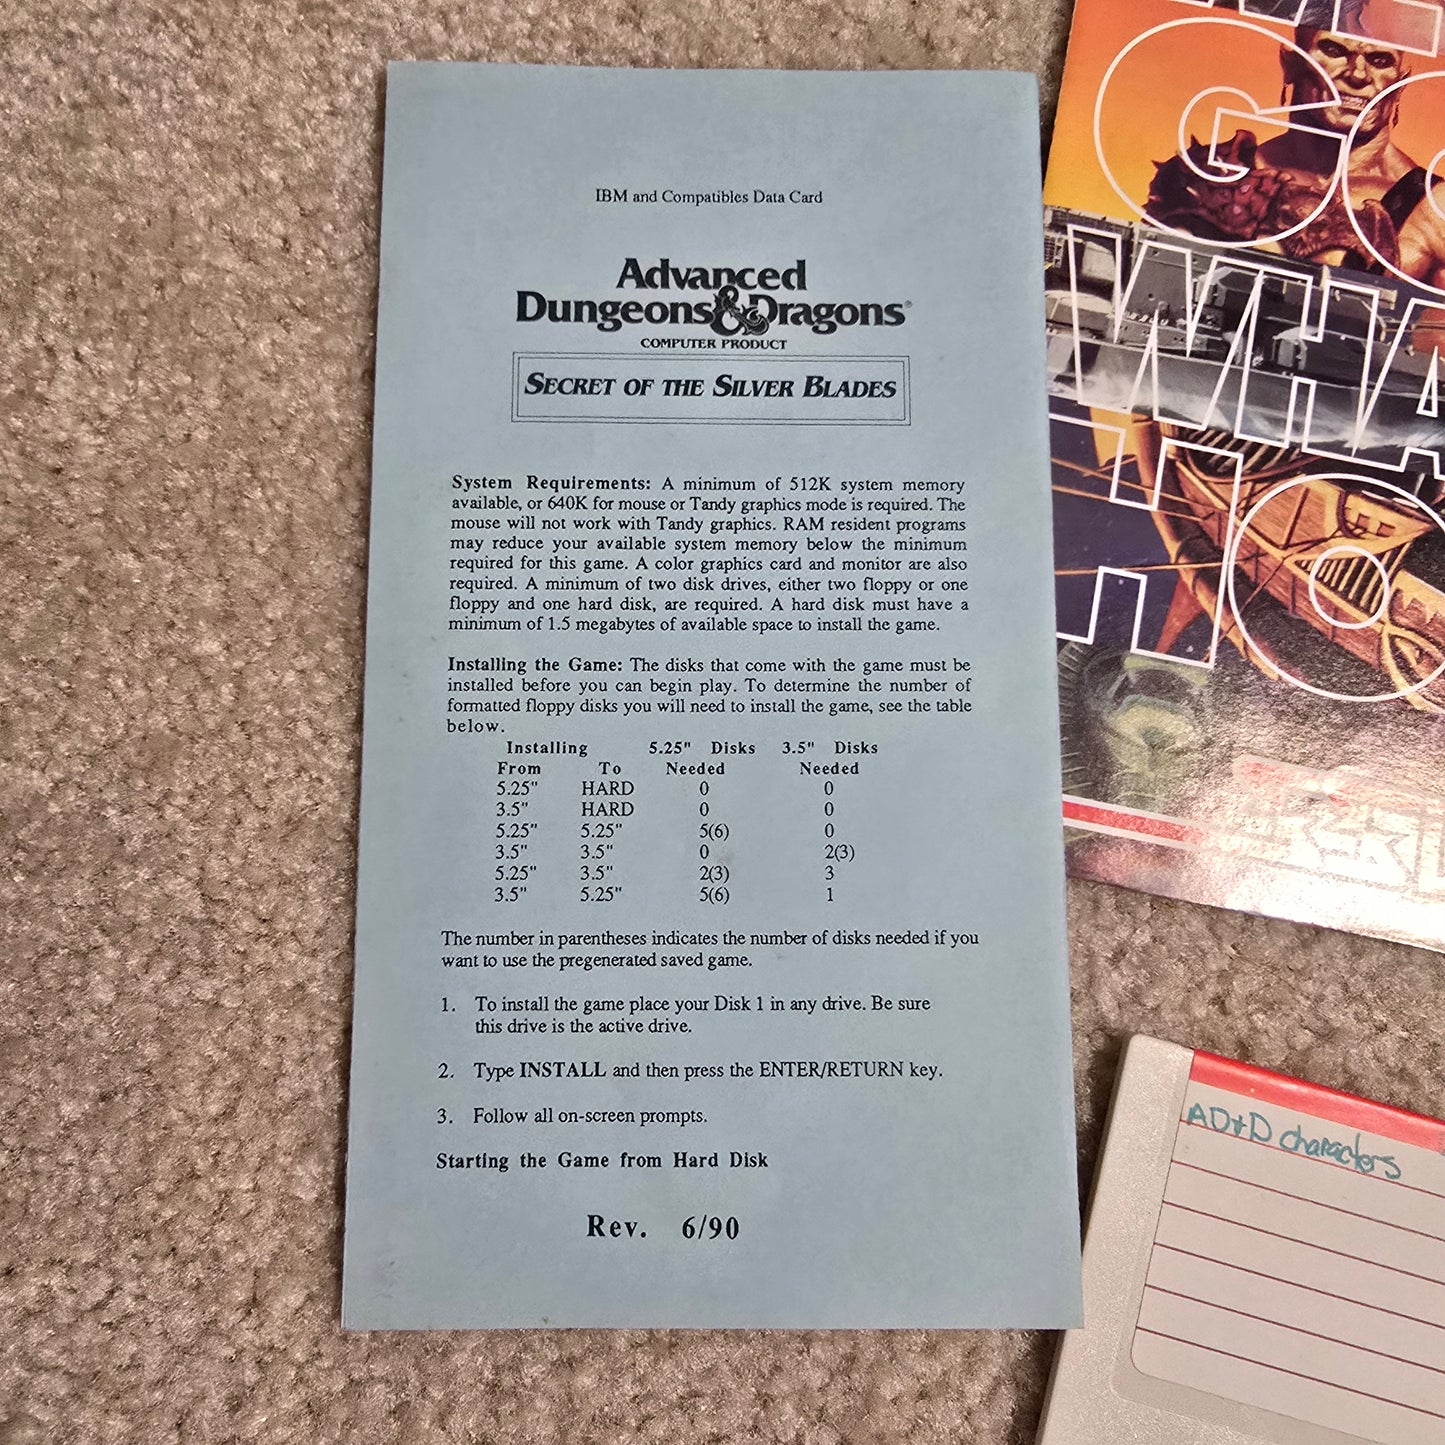 IBM and Compatibles Data Card
Advanced
Dungeons & Dragons®
COMPUTER PRODUCT
SECRET OF THE SILVER BLADES
System Requirements: A minimum of 512K system memory
available, or 640K for mouse or Tandy graphics mode is required. The
mouse will not work with Tandy graphics. RAM resident programs
may reduce your available system memory below the minimum
required for this game. A color graphics card and monitor are also
required. A minimum of two disk drives, either two floppy or one
floppy and one hard disk, are required. A hard disk must have a
minimum of 1.5 megabytes of available space to install the game.
Installing the Game: The disks that come with the game must be
installed before you can begin play. To determine the number of
formatted floppy disks you will need to install the game, see the table
below.
Installing 5.25" Disks 3.5" Disks
From To Needed Needed
5.25" HARD 0 0
3.5" HARD 0 0
5.25" 5.25" 5(6) 0
3.5" 3.5" 0 2(3)
5.25" 3.5" 2(3) 3
3.5" 5.25" 5(6) 1
The number in parentheses indicates the number of disks needed if you
want to use the pregenerated saved game.
1. To install the game place your Disk 1 in any drive. Be sure
this drive is the active drive.
2. Type INSTALL and then press the ENTER/RETURN key.
3. Follow all on-screen prompts.
Starting the Game from Hard Disk
Rev. 6/90
AD+D characters